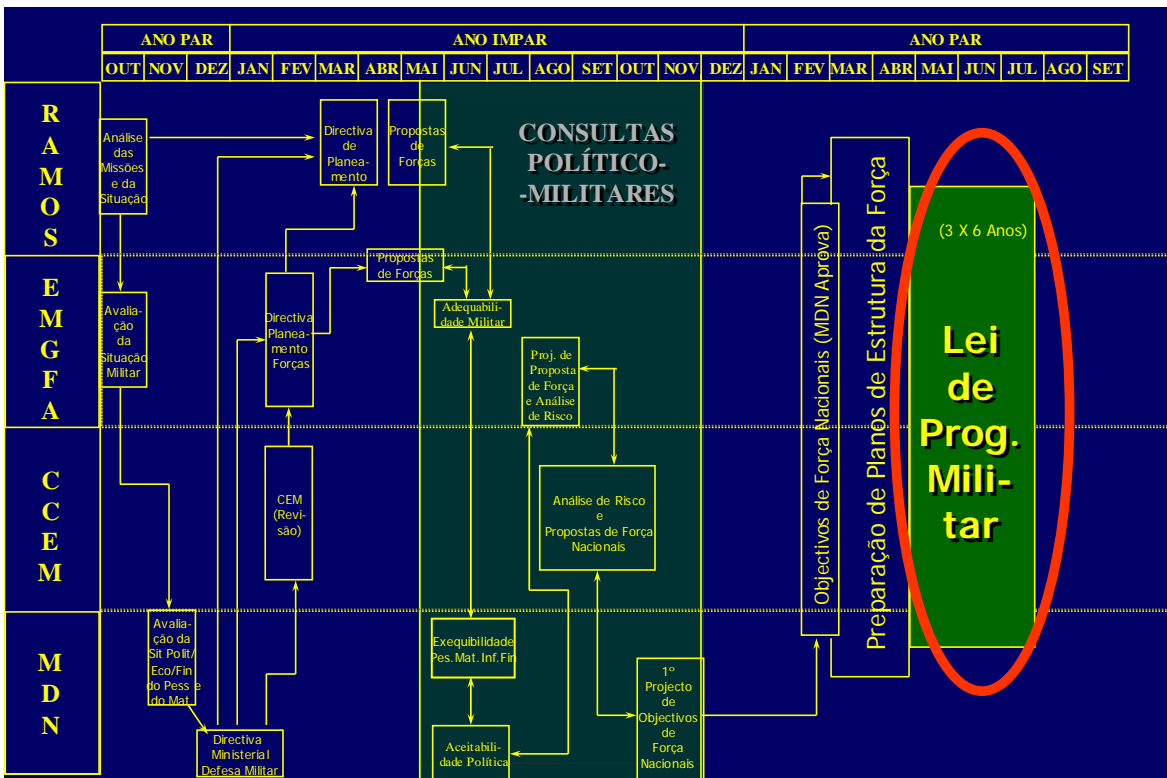 ANO PAR
ANO IMPAR
ANO PAR
OUT NOV DEZ JAN FEV MAR ABR MAI JUN JUL AGO SET OUT NOV DEZ JAN FEV MAR ABR MAI JUN JUL AGO SET
RAMOS
Análise
das
Missões
e da
Situação
Directiva
de
Planea-
mento
Propostas
de
Forças
CONSULTAS
POLÍTICO-
-MILITARES
EMGFA
Avalia-
ção
da
Situação
Militar
Directiva
Planea-
mento
Forças
Propostas
de Forças
Adequabili-
dade Militar
Proj. de
Proposta
de Força
e Análise
de Risco
CCEM
CEM
(Revi-
são)
Análise de Risco
e
Propostas de Força
Nacionais
MDN
Avalia-
ção da
Sit Polit/
Eco/Fin
do Pess e
do Mat
Directiva
Ministerial
Defesa Militar
Exequibilidade
Pes.Mat.Inf.Fin
Aceitabili-
dade Política
1º
Projecto
de
Objectivos
de
Força
Nacionais
Objectivos de Força Nacionais (MDN Aprova)
Preparação de Planos de Estrutura da Força
(3 X 6 Anos)
Lei
de
Prog.
Mili-
tar